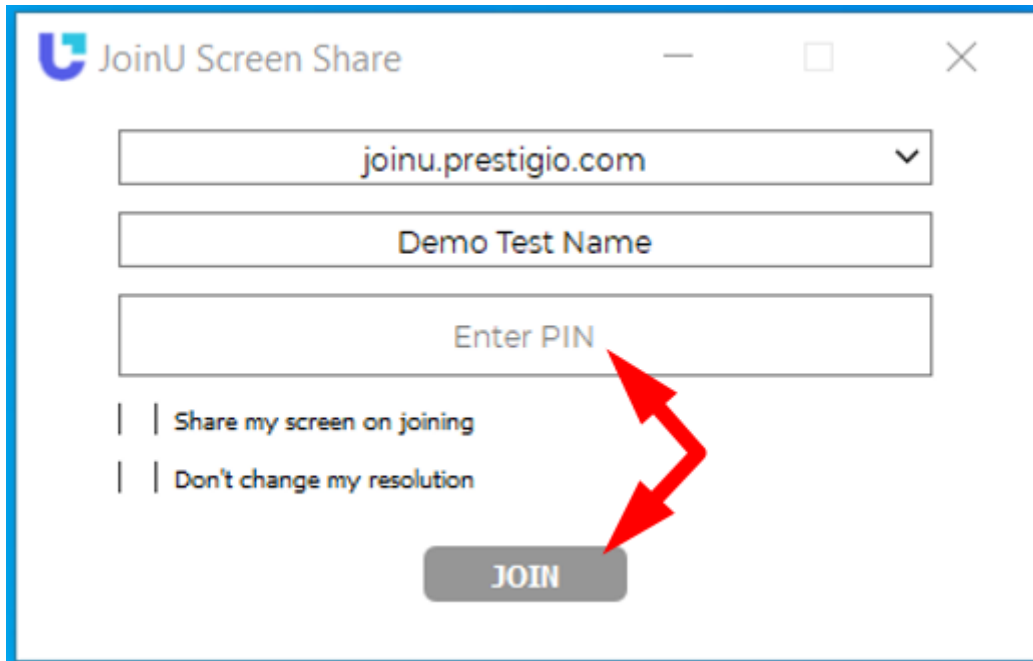 JoinU Screen Share
joinu.prestigio.com
Demo Test Name
Enter PIN
Share my screen on joining
Don't change my resolution
JOIN